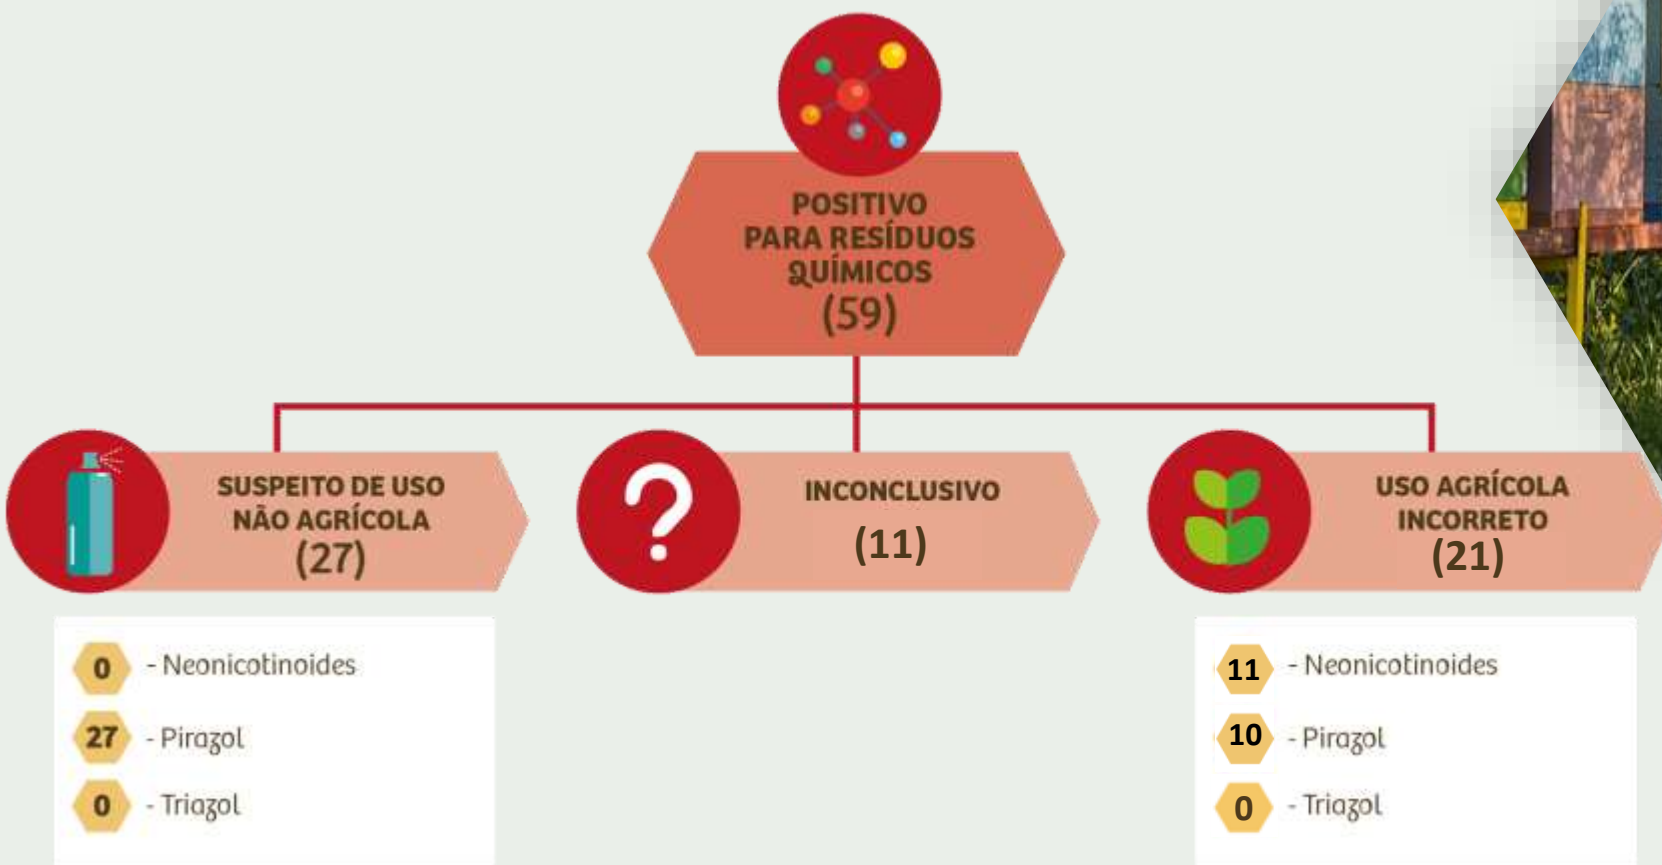 POSITIVO
PARA RESÍDUOS
QUÍMICOS
(59)
SUSPEITO DE USO
NÃO AGRÍCOLA
(27)
?
INCONCLUSIVO
(11)
USO AGRÍCOLA
INCORRETO
(21)
0 - Neonicotinoides
27 - Pirazol
0 - Triazol
11 - Neonicotinoides
10 - Pirazol
0 - Triazol